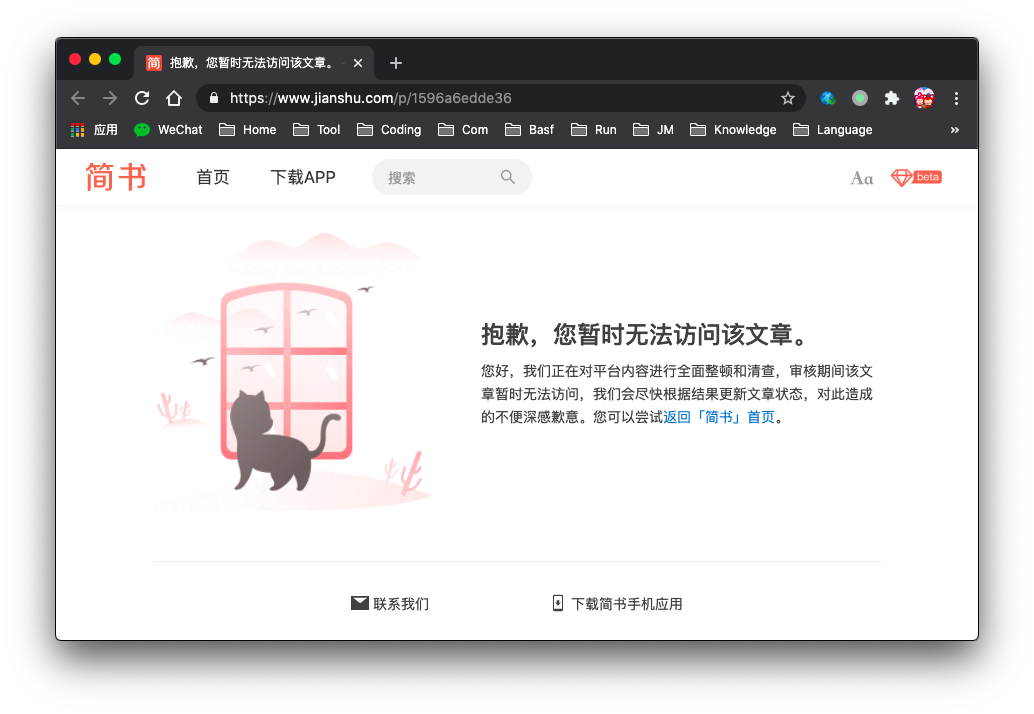 简 抱歉，您暂时无法访问该文章。 -
https://www.jianshu.com/p/1596a6edde36
应用 WeChat Home Tool Coding Com Basf Run JM Knowledge Language »
简书 首页 下载APP 搜索 Aa beta
抱歉，您暂时无法访问该文章。
您好，我们正在对平台内容进行全面整顿和清查，审核期间该文
章暂时无法访问，我们会尽快根据结果更新文章状态，对此造成
的不便深感歉意。您可以尝试返回「简书」首页。
联系我们 下载简书手机应用